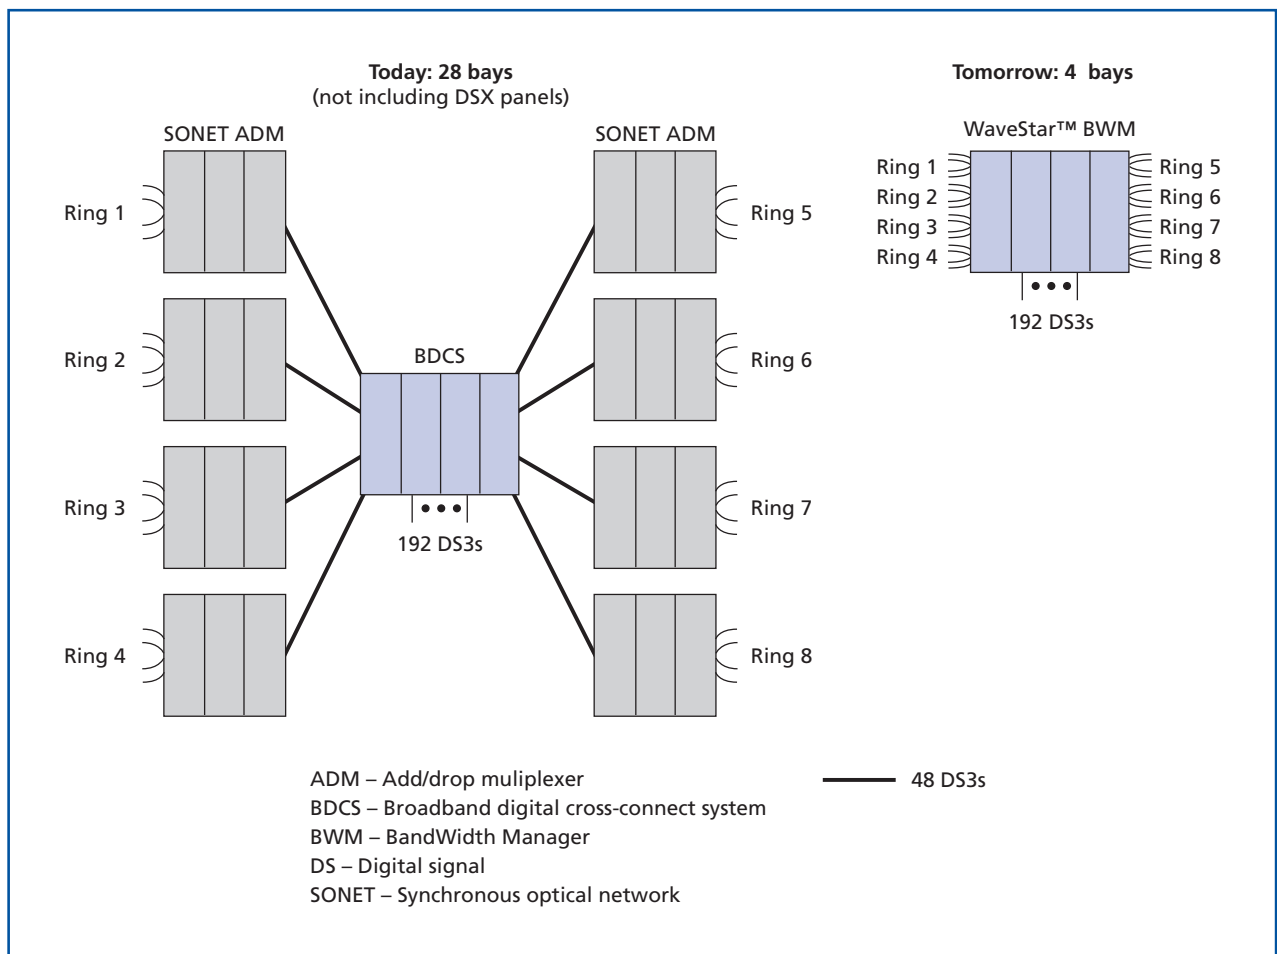 Today: 28 bays
(not including DSX panels)
SONET ADM
SONET ADM
Ring 1
Ring 5
Ring 2
Ring 6
BDCS
Ring 3
Ring 7
192 DS3s
Ring 4
Ring 8
Tomorrow: 4 bays
WaveStar™ BWM
Ring 1
Ring 5
Ring 2
Ring 6
Ring 3
Ring 7
Ring 4
Ring 8
192 DS3s
ADM – Add/drop muliplexer
BDCS – Broadband digital cross-connect system
BWM – BandWidth Manager
DS – Digital signal
SONET – Synchronous optical network
48 DS3s